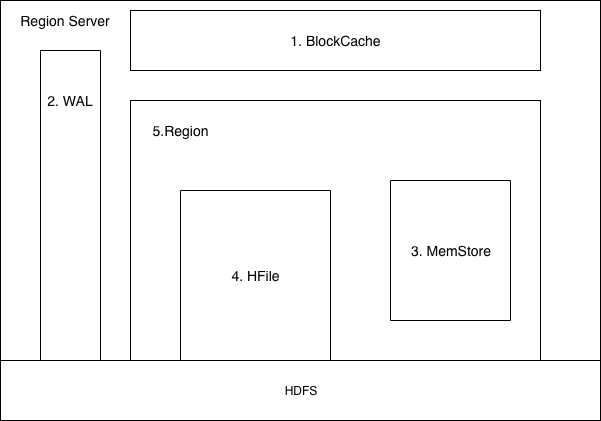 Region Server
1. BlockCache
2. WAL
5.Region
3. MemStore
4. HFile
HDFS